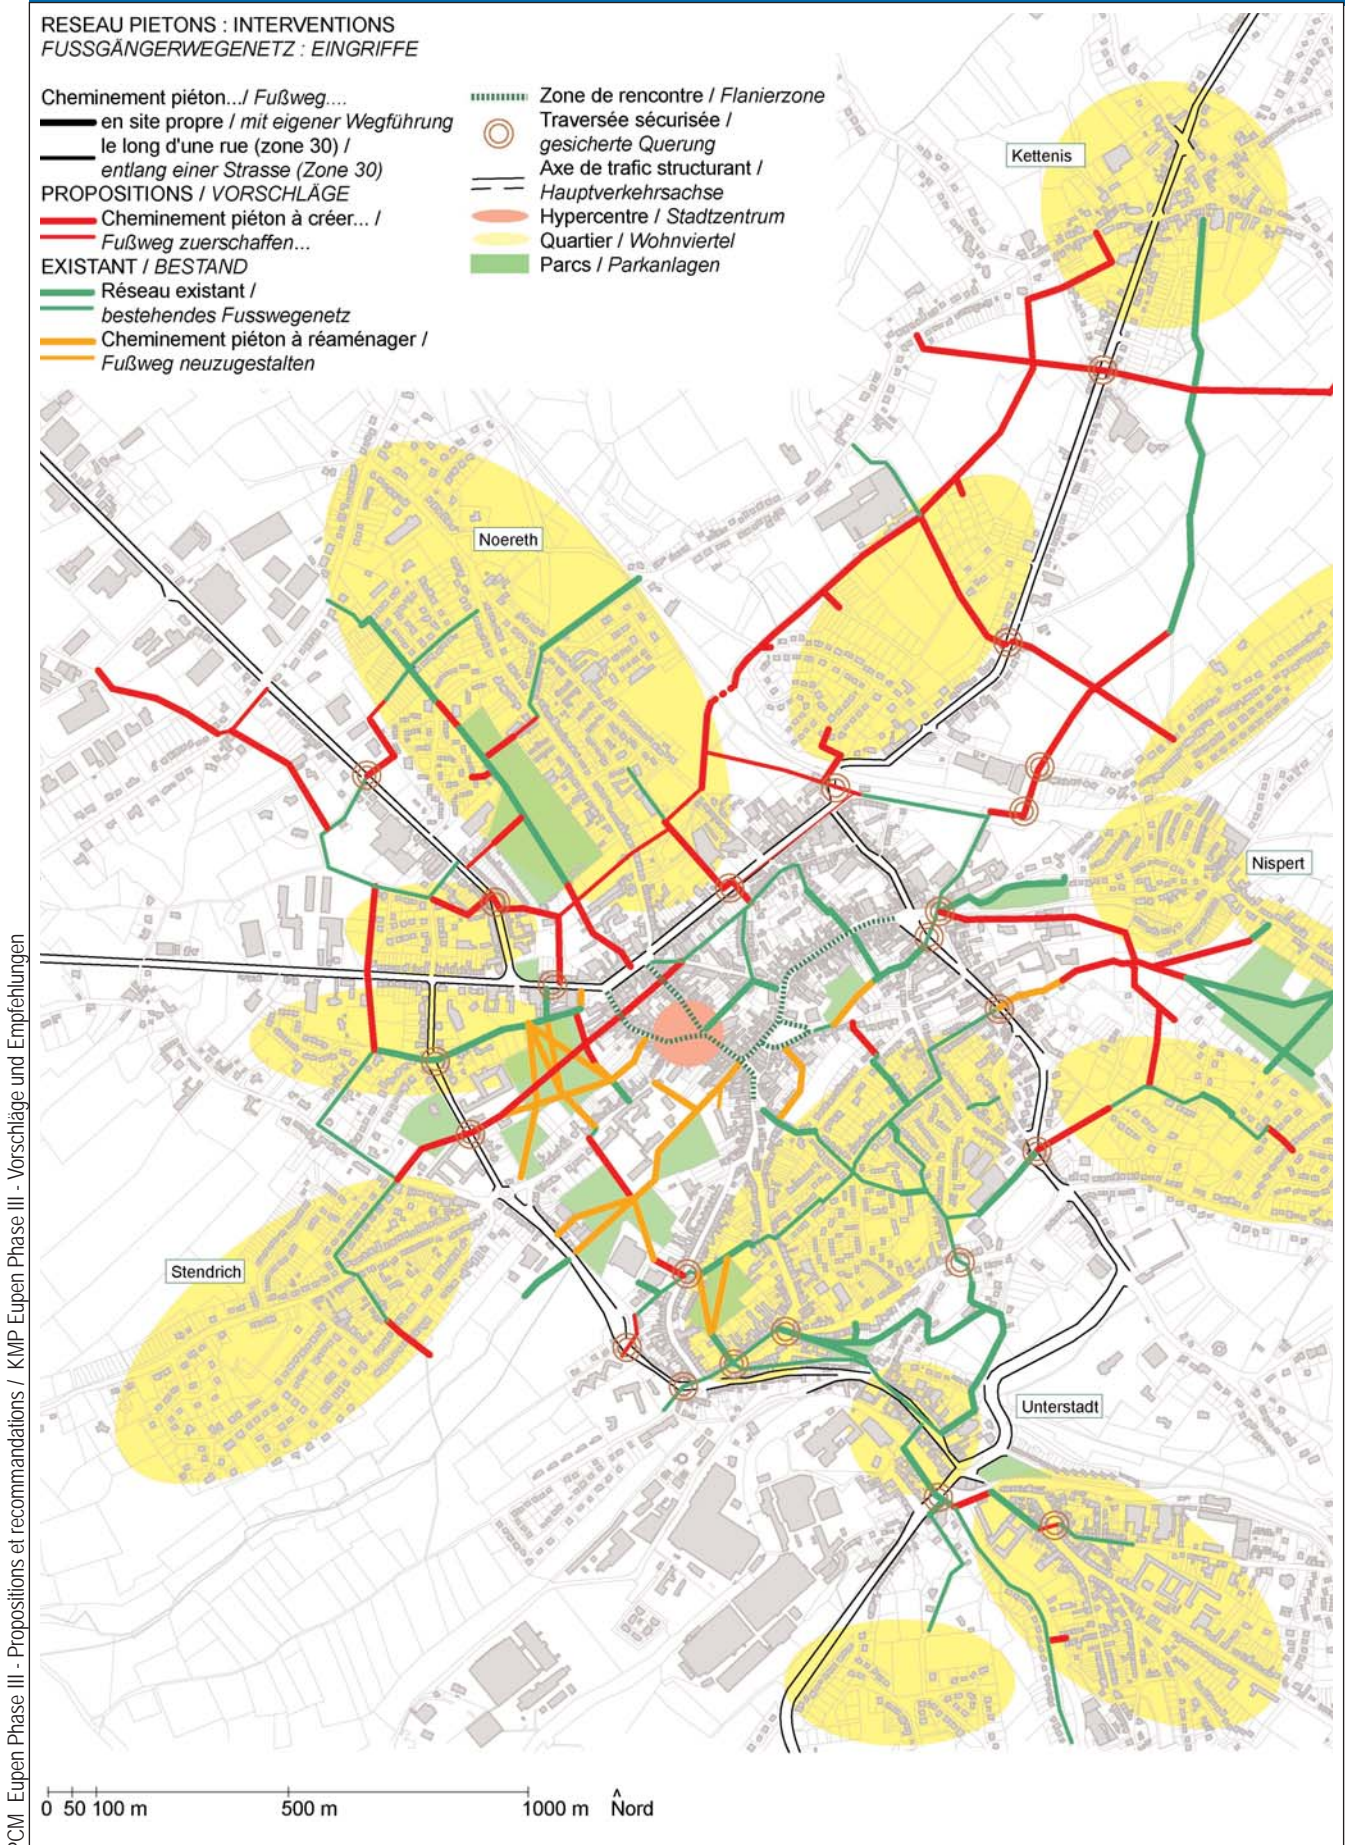 RESEAU PIETONS : INTERVENTIONS
FUSSGÄNGERWEGENETZ : EINGRIFFE
Cheminement piéton.../ Fußweg....
en site propre / mit eigener Wegführung
le long d'une rue (zone 30) /
entlang einer Strasse (Zone 30)
PROPOSITIONS / VORSCHLÄGE
Cheminement piéton à créer... /
Fußweg zuerschaffen...
EXISTANT / BESTAND
Réseau existant /
bestehendes Fusswegenetz
Cheminement piéton à réaménager /
Fußweg neuzugestalten
Zone de rencontre / Flanierzone
Traversée sécurisée /
gesicherte Querung
Axe de trafic structurant /
Hauptverkehrsachse
Hypercentre / Stadtzentrum
Quartier / Wohnviertel
Parcs / Parkanlagen
Kettenis
Noereth
Nispert
Stendrich
Unterstadt
PCM Eupen Phase III - Propositions et recommandations / KMP Eupen Phase III - Vorschläge und Empfehlungen
0 50 100 m 500 m 1000 m Nord